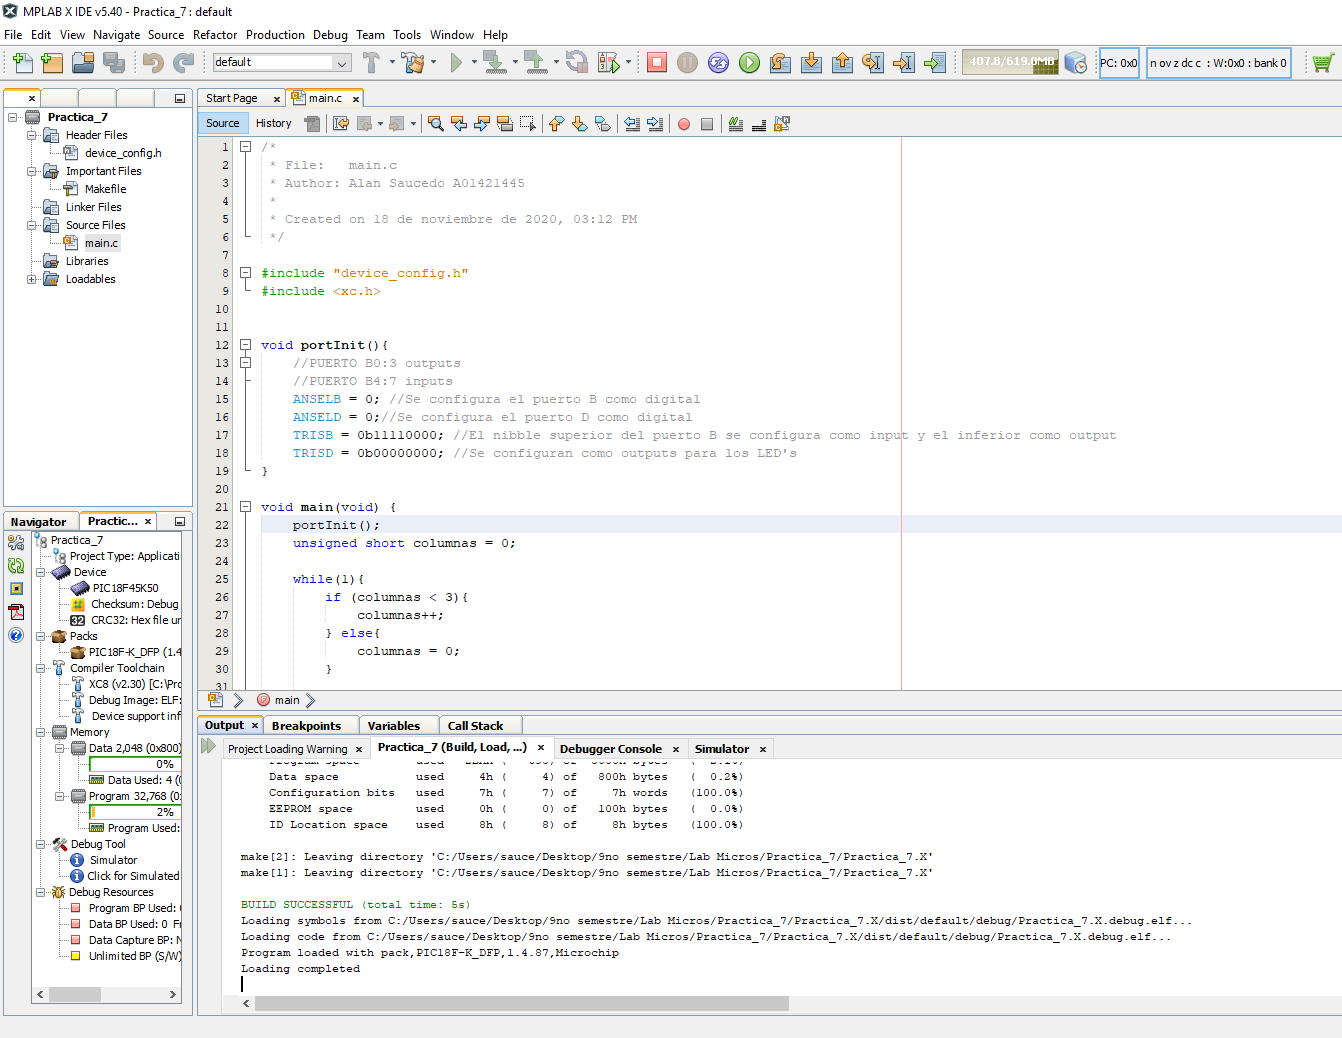 MPLAB X IDE v5.40 - Practica_7 : default
File Edit View Navigate Source Refactor Production Debug Team Tools Window Help
default
407.8/619.0MB
PC: 0x0
n ov z dc c : W:0x0 : bank 0
Practica_7
Header Files
device_config.h
Important Files
Makefile
Linker Files
Source Files
main.c
Libraries
Loadables
Start Page
main.c
Source History
1 /*
2 * File: main.c
3 * Author: Alan Saucedo A01421445
4 *
5 * Created on 18 de noviembre de 2020, 03:12 PM
6 */
7
8 #include "device_config.h"
9 #include <xc.h>
10
11
12 void portInit(){
13 //PUERTO B0:3 outputs
14 //PUERTO B4:7 inputs
15 ANSELB = 0; //Se configura el puerto B como digital
16 ANSELD = 0;//Se configura el puerto D como digital
17 TRISB = 0b11110000; //El nibble superior del puerto B se configura como input y el inferior como output
18 TRISD = 0b00000000; //Se configuran como outputs para los LED's
19 }
20
21 void main(void) {
22 portInit();
23 unsigned short columnas = 0;
24
25 while(1){
26 if (columnas < 3){
27 columnas++;
28 } else{
29 columnas = 0;
30 }
31
main
Navigator Practic...
Practica_7
Project Type: Applicati
Device
PIC18F45K50
Checksum: Debug
CRC32: Hex file ur
Packs
PIC18F-K_DFP (1.4
Compiler Toolchain
XC8 (v2.30) [C:\Pro
Debug Image: ELF:
Device support inf
Memory
Data 2,048 (0x800)
0%
Data Used: 4 (0
Program 32,768 (0:
2%
Program Used:
Debug Tool
Simulator
Click for Simulated
Debug Resources
Program BP Used:
Data BP Used: 0 Fr
Data Capture BP: N
Unlimited BP (S/W)
Output Breakpoints Variables Call Stack
Project Loading Warning Practica_7 (Build, Load, ...) Debugger Console Simulator
Data space used 4h ( 4) of 800h bytes ( 0.2%)
Configuration bits used 7h ( 7) of 7h words (100.0%)
EEPROM space used 0h ( 0) of 100h bytes ( 0.0%)
ID Location space used 8h ( 8) of 8h bytes (100.0%)
make[2]: Leaving directory 'C:/Users/sauce/Desktop/9no semestre/Lab Micros/Practica_7/Practica_7.X'
make[1]: Leaving directory 'C:/Users/sauce/Desktop/9no semestre/Lab Micros/Practica_7/Practica_7.X'
BUILD SUCCESSFUL (total time: 5s)
Loading symbols from C:/Users/sauce/Desktop/9no semestre/Lab Micros/Practica_7/Practica_7.X/dist/default/debug/Practica_7.X.debug.elf...
Loading code from C:/Users/sauce/Desktop/9no semestre/Lab Micros/Practica_7/Practica_7.X/dist/default/debug/Practica_7.X.debug.elf...
Program loaded with pack,PIC18F-K_DFP,1.4.87,Microchip
Loading completed